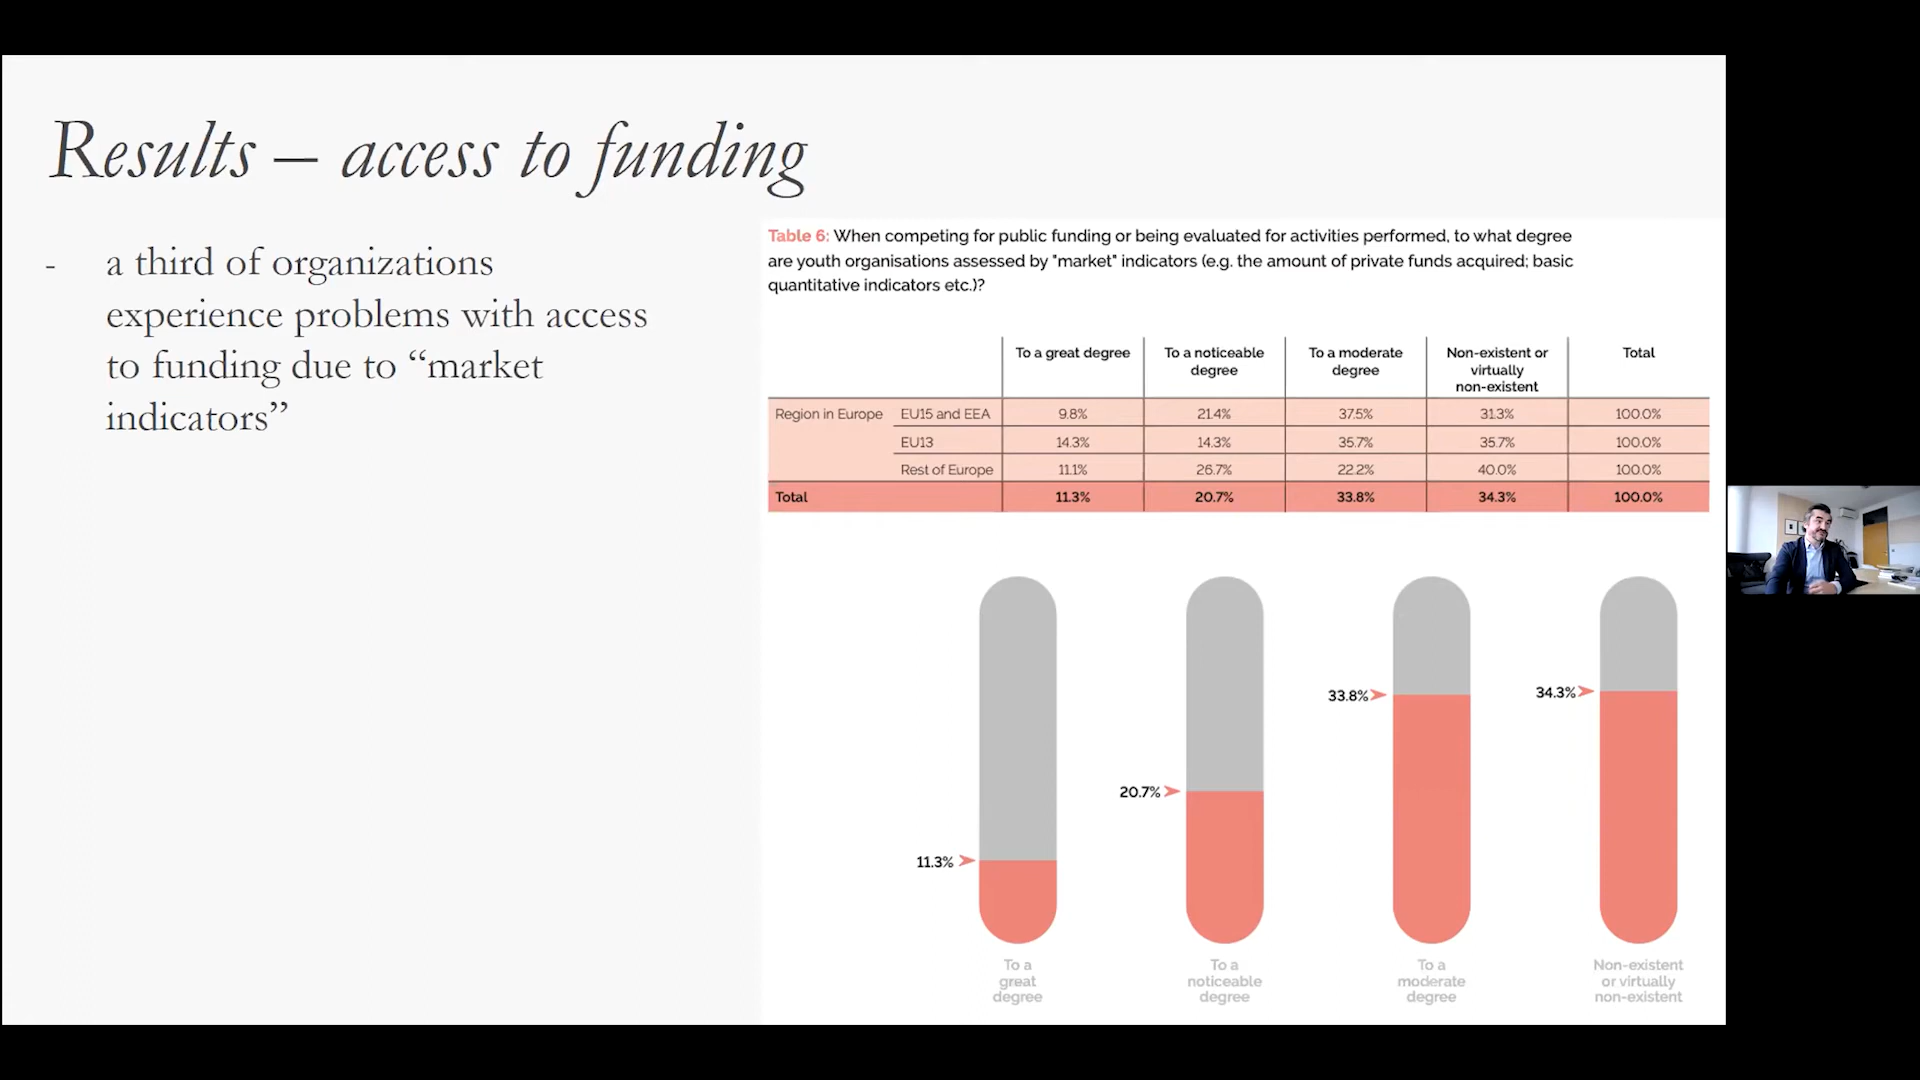 Results – access to funding
- a third of organizations
experience problems with access
to funding due to “market
indicators”
Table 6: When competing for public funding or being evaluated for activities performed, to what degree
are youth organisations assessed by "market" indicators (e.g. the amount of private funds acquired; basic
quantitative indicators etc.)?
To a great degree
To a noticeable
degree
To a moderate
degree
Non-existent or
virtually
non-existent
Total
Region in Europe EU15 and EEA 9.8% 21.4% 37.5% 31.3% 100.0%
EU13 14.3% 14.3% 35.7% 35.7% 100.0%
Rest of Europe 11.1% 26.7% 22.2% 40.0% 100.0%
Total 11.3% 20.7% 33.8% 34.3% 100.0%
11.3%
20.7%
33.8%
34.3%
To a
great
degree
To a
noticeable
degree
To a
moderate
degree
Non-existent
or virtually
non-existent